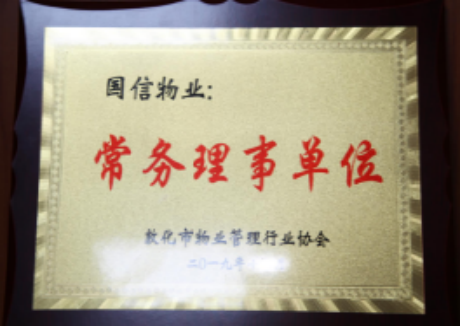 国信物业:
常务理事单位
敦化市物业管理行业协会
二〇一九年